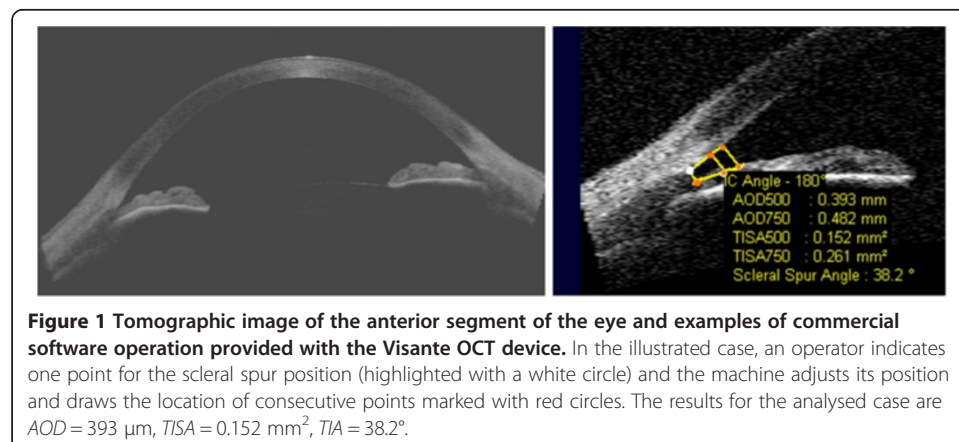 IC Angle - 180°
AOD500 : 0.393 mm
AOD750 : 0.482 mm
TISA500 : 0.152 mm²
TISA750 : 0.261 mm²
Scleral Spur Angle : 38.2 °
Figure 1 Tomographic image of the anterior segment of the eye and examples of commercial
software operation provided with the Visante OCT device. In the illustrated case, an operator indicates
one point for the scleral spur position (highlighted with a white circle) and the machine adjusts its position
and draws the location of consecutive points marked with red circles. The results for the analysed case are
AOD = 393 μm, TISA = 0.152 mm², TIA = 38.2°.